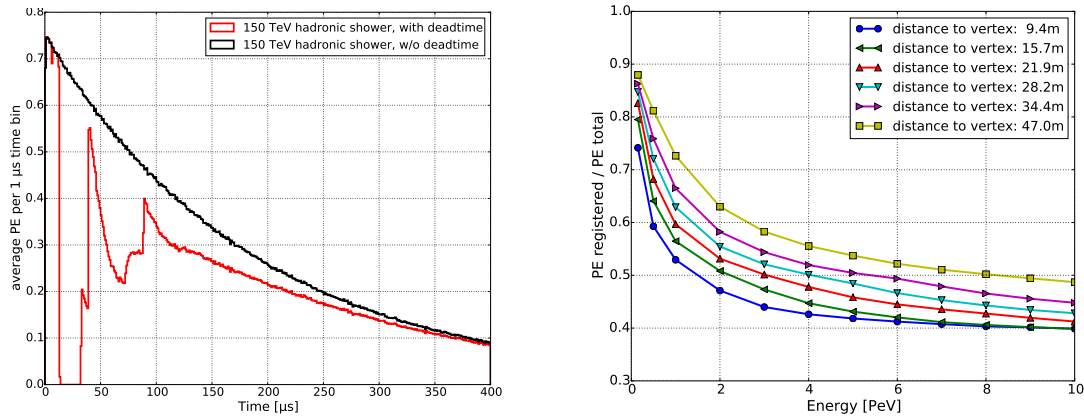 0.8
0.7
0.6
0.5
0.4
0.3
0.2
0.1
0.0
average PE per 1 µs time bin
150 TeV hadronic shower, with deadtime
150 TeV hadronic shower, w/o deadtime
0 50 100 150 200 250 300 350 400
Time [µs]
1.0
0.9
0.8
0.7
0.6
0.5
0.4
0.3
PE registered / PE total
distance to vertex: 9.4m
distance to vertex: 15.7m
distance to vertex: 21.9m
distance to vertex: 28.2m
distance to vertex: 34.4m
distance to vertex: 47.0m
0 2 4 6 8 10
Energy [PeV]